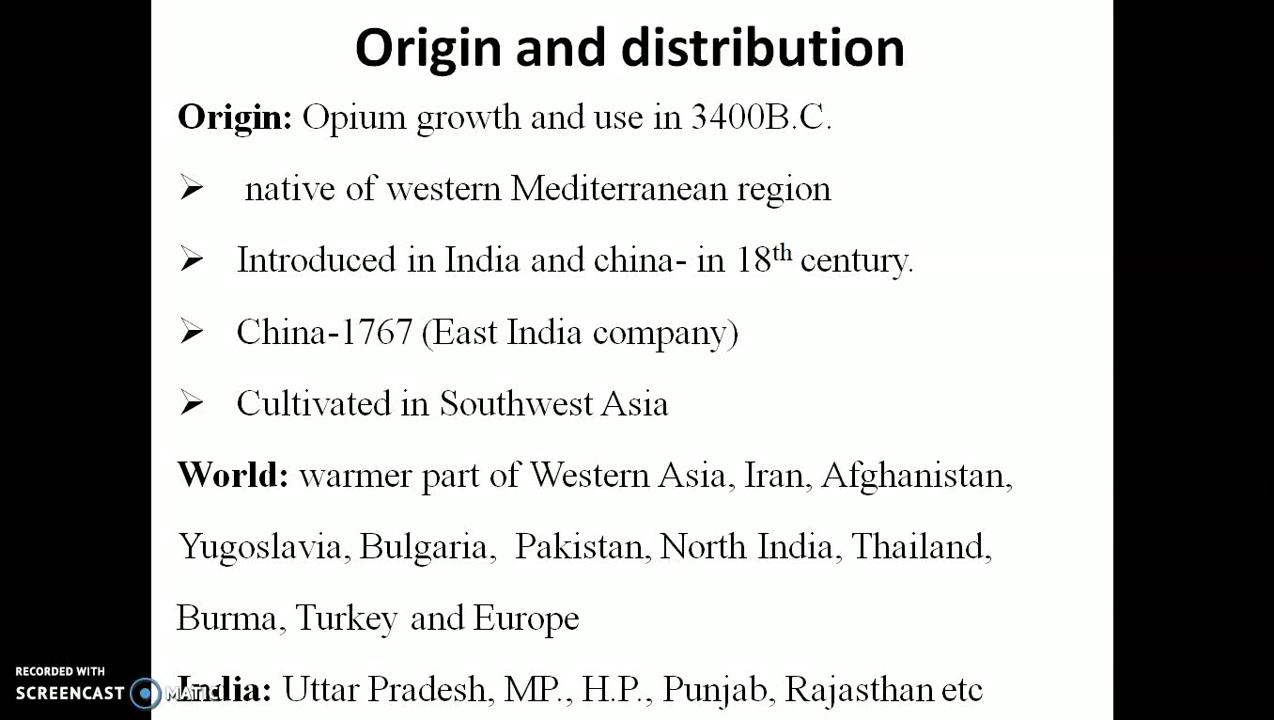 Origin and distribution
Origin: Opium growth and use in 3400B.C.
➢ native of western Mediterranean region
➢ Introduced in India and china- in 18th century.
➢ China-1767 (East India company)
➢ Cultivated in Southwest Asia
World: warmer part of Western Asia, Iran, Afghanistan,
Yugoslavia, Bulgaria, Pakistan, North India, Thailand,
Burma, Turkey and Europe
India: Uttar Pradesh, MP., H.P., Punjab, Rajasthan etc
RECORDED WITH
SCREENCAST MATIC